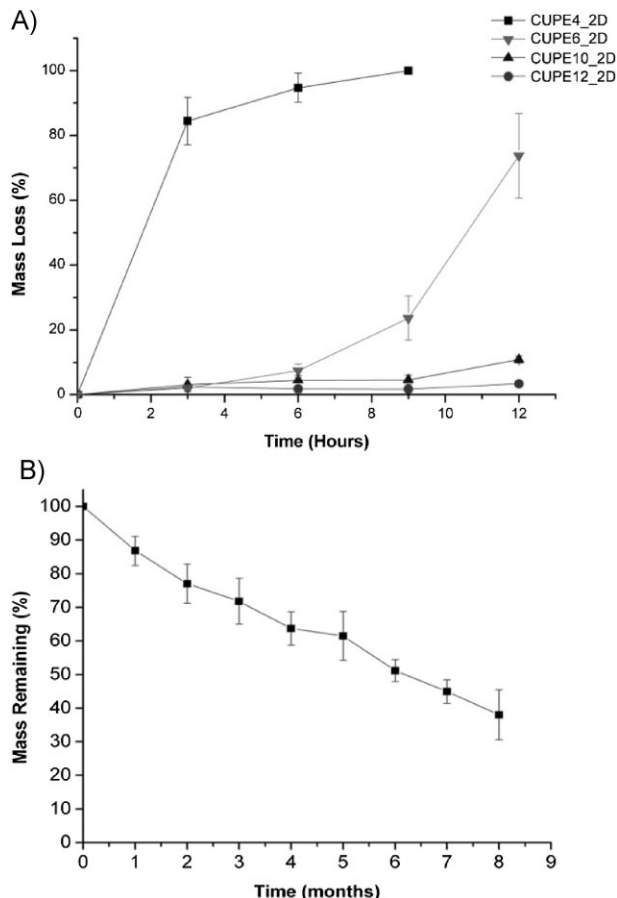 A)
CUPE4_2D
CUPE6_2D
CUPE10_2D
CUPE12_2D
Mass Loss (%)
100
80
60
40
20
0
0 2 4 6 8 10 12
Time (Hours)
B)
Mass Remaining (%)
100
90
80
70
60
50
40
30
20
10
0
0 1 2 3 4 5 6 7 8 9
Time (months)